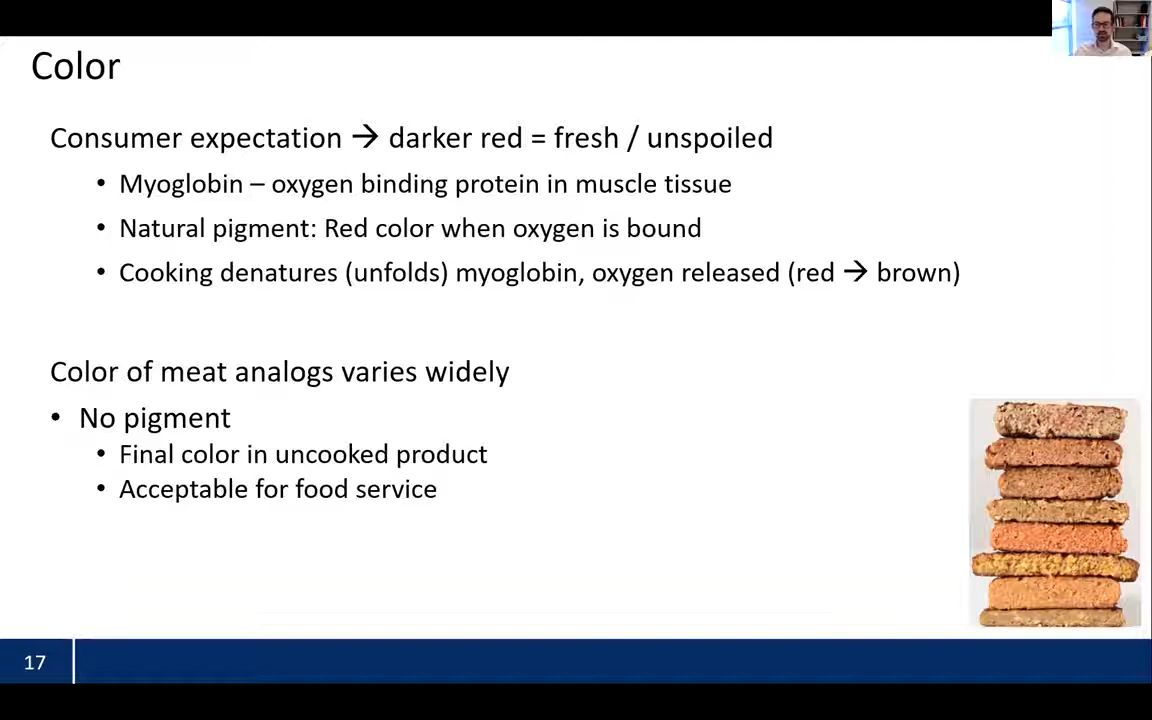 Color
Consumer expectation → darker red = fresh / unspoiled
• Myoglobin – oxygen binding protein in muscle tissue
• Natural pigment: Red color when oxygen is bound
• Cooking denatures (unfolds) myoglobin, oxygen released (red → brown)
Color of meat analogs varies widely
• No pigment
• Final color in uncooked product
• Acceptable for food service
17